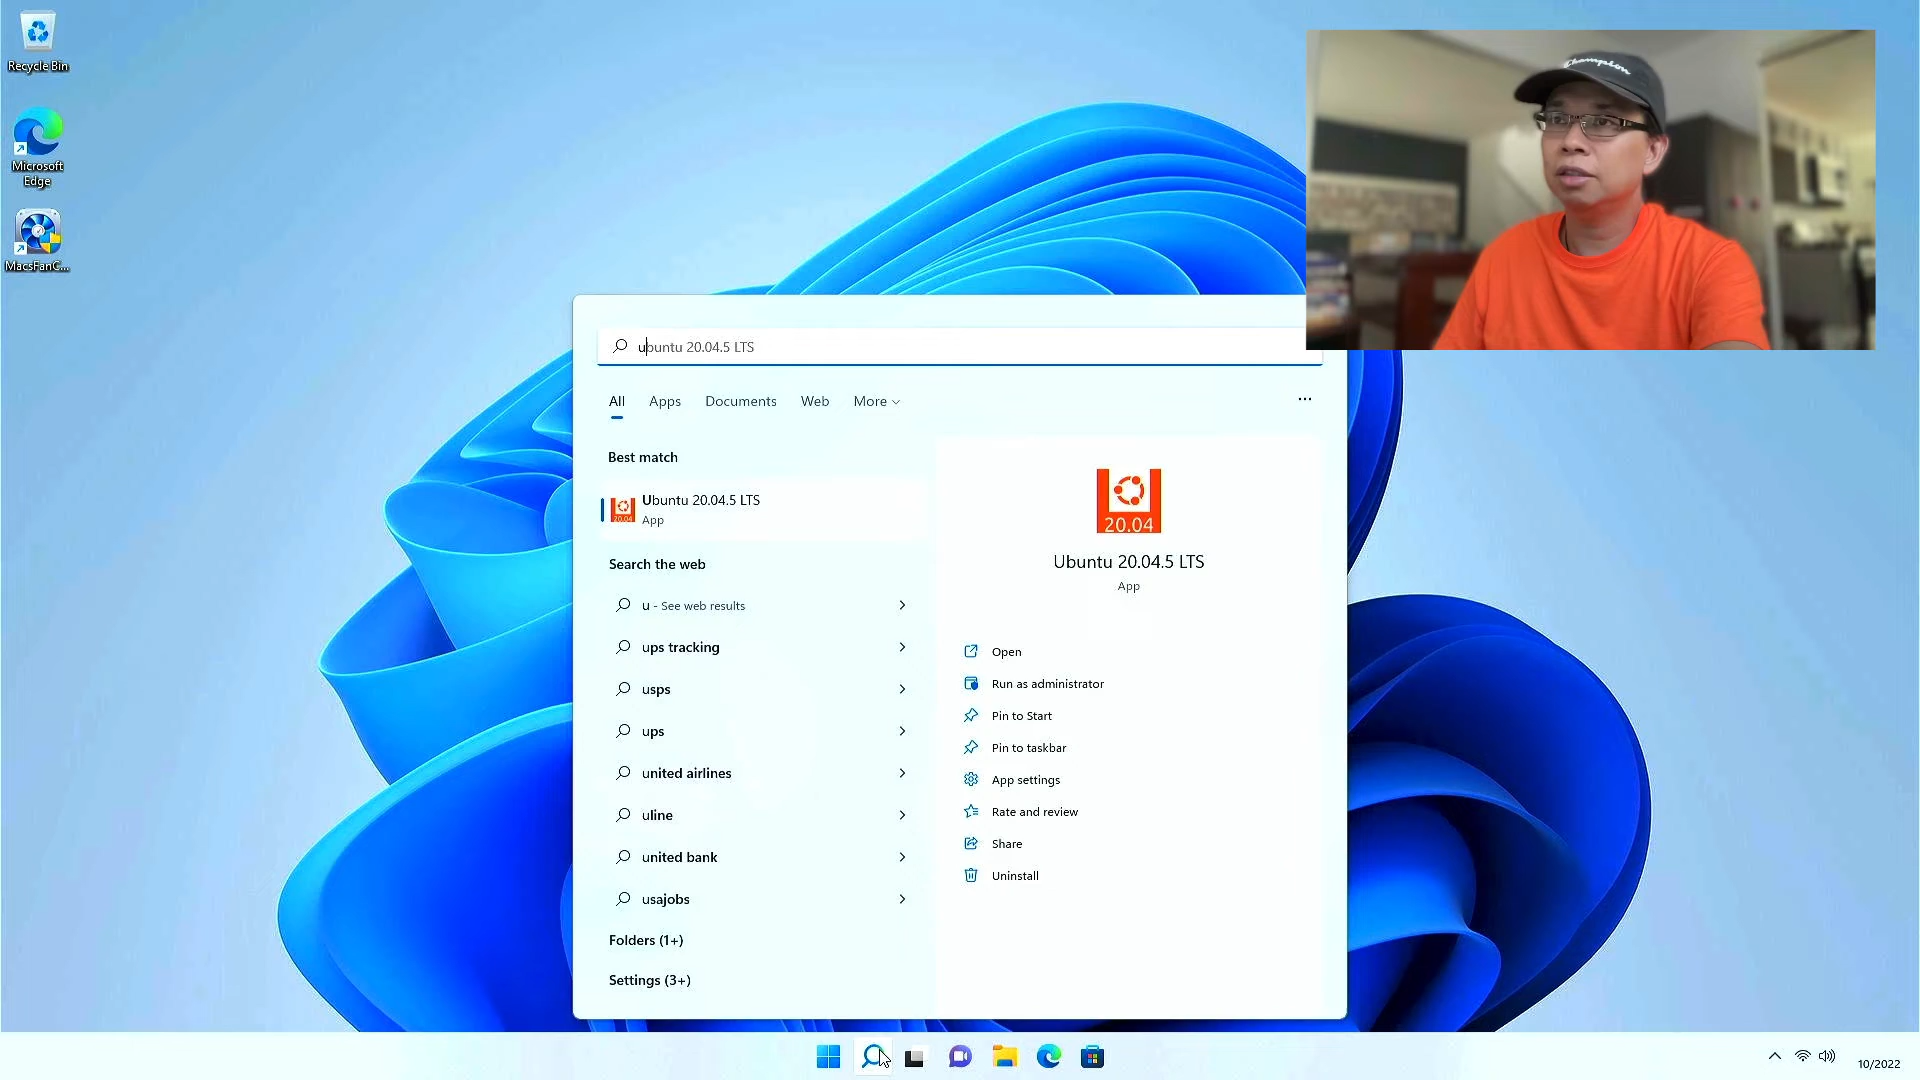 Recycle Bin
Microsoft
Edge
MacsFanC...
Champion
ubuntu 20.04.5 LTS
All
Apps
Documents
Web
More
Best match
Ubuntu 20.04.5 LTS
App
Search the web
u - See web results
ups tracking
usps
ups
united airlines
uline
united bank
usajobs
Folders (1+)
Settings (3+)
20.04
20.04
Ubuntu 20.04.5 LTS
App
Open
Run as administrator
Pin to Start
Pin to taskbar
App settings
Rate and review
Share
Uninstall
10/2022